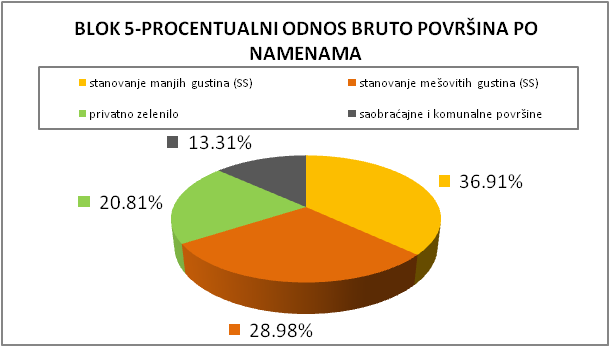 BLOK 5-PROCENTUALNI ODNOS BRUTO POVRŠINA PO
NAMENAMA
stanovanje manjih gustina (SS)
stanovanje mešovitih gustina (SS)
privatno zelenilo
saobraćajne i komunalne površine
13.31%
36.91%
20.81%
28.98%